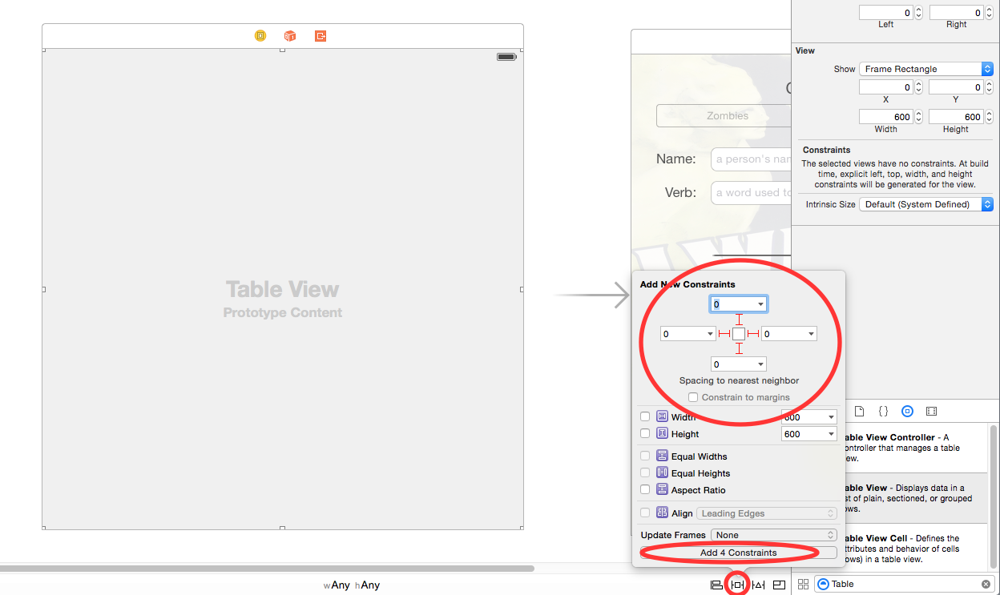 0
0
Left
Right
View
Show
Frame Rectangle
0
0
X
Y
600
600
Width
Height
Zombies
Constraints
The selected views have no constraints. At build
time, explicit left, top, width, and height
constraints will be generated for the view.
Name:
a person's nar
Verb:
a word used to
Intrinsic Size
Default (System Defined)
Table View
Prototype Content
Add New Constraints
0
0
0
0
Spacing to nearest neighbor
Constrain to margins
Width
600
Height
600
Equal Widths
Equal Heights
Aspect Ratio
Align
Leading Edges
Update Frames
None
Add 4 Constraints
able View Controller - A
ontroller that manages a table
ew.
able View - Displays data in a
st of plain, sectioned, or grouped
ows.
able View Cell - Defines the
ttributes and behavior of cells
ows) in a table view.
wAny hAny
Table